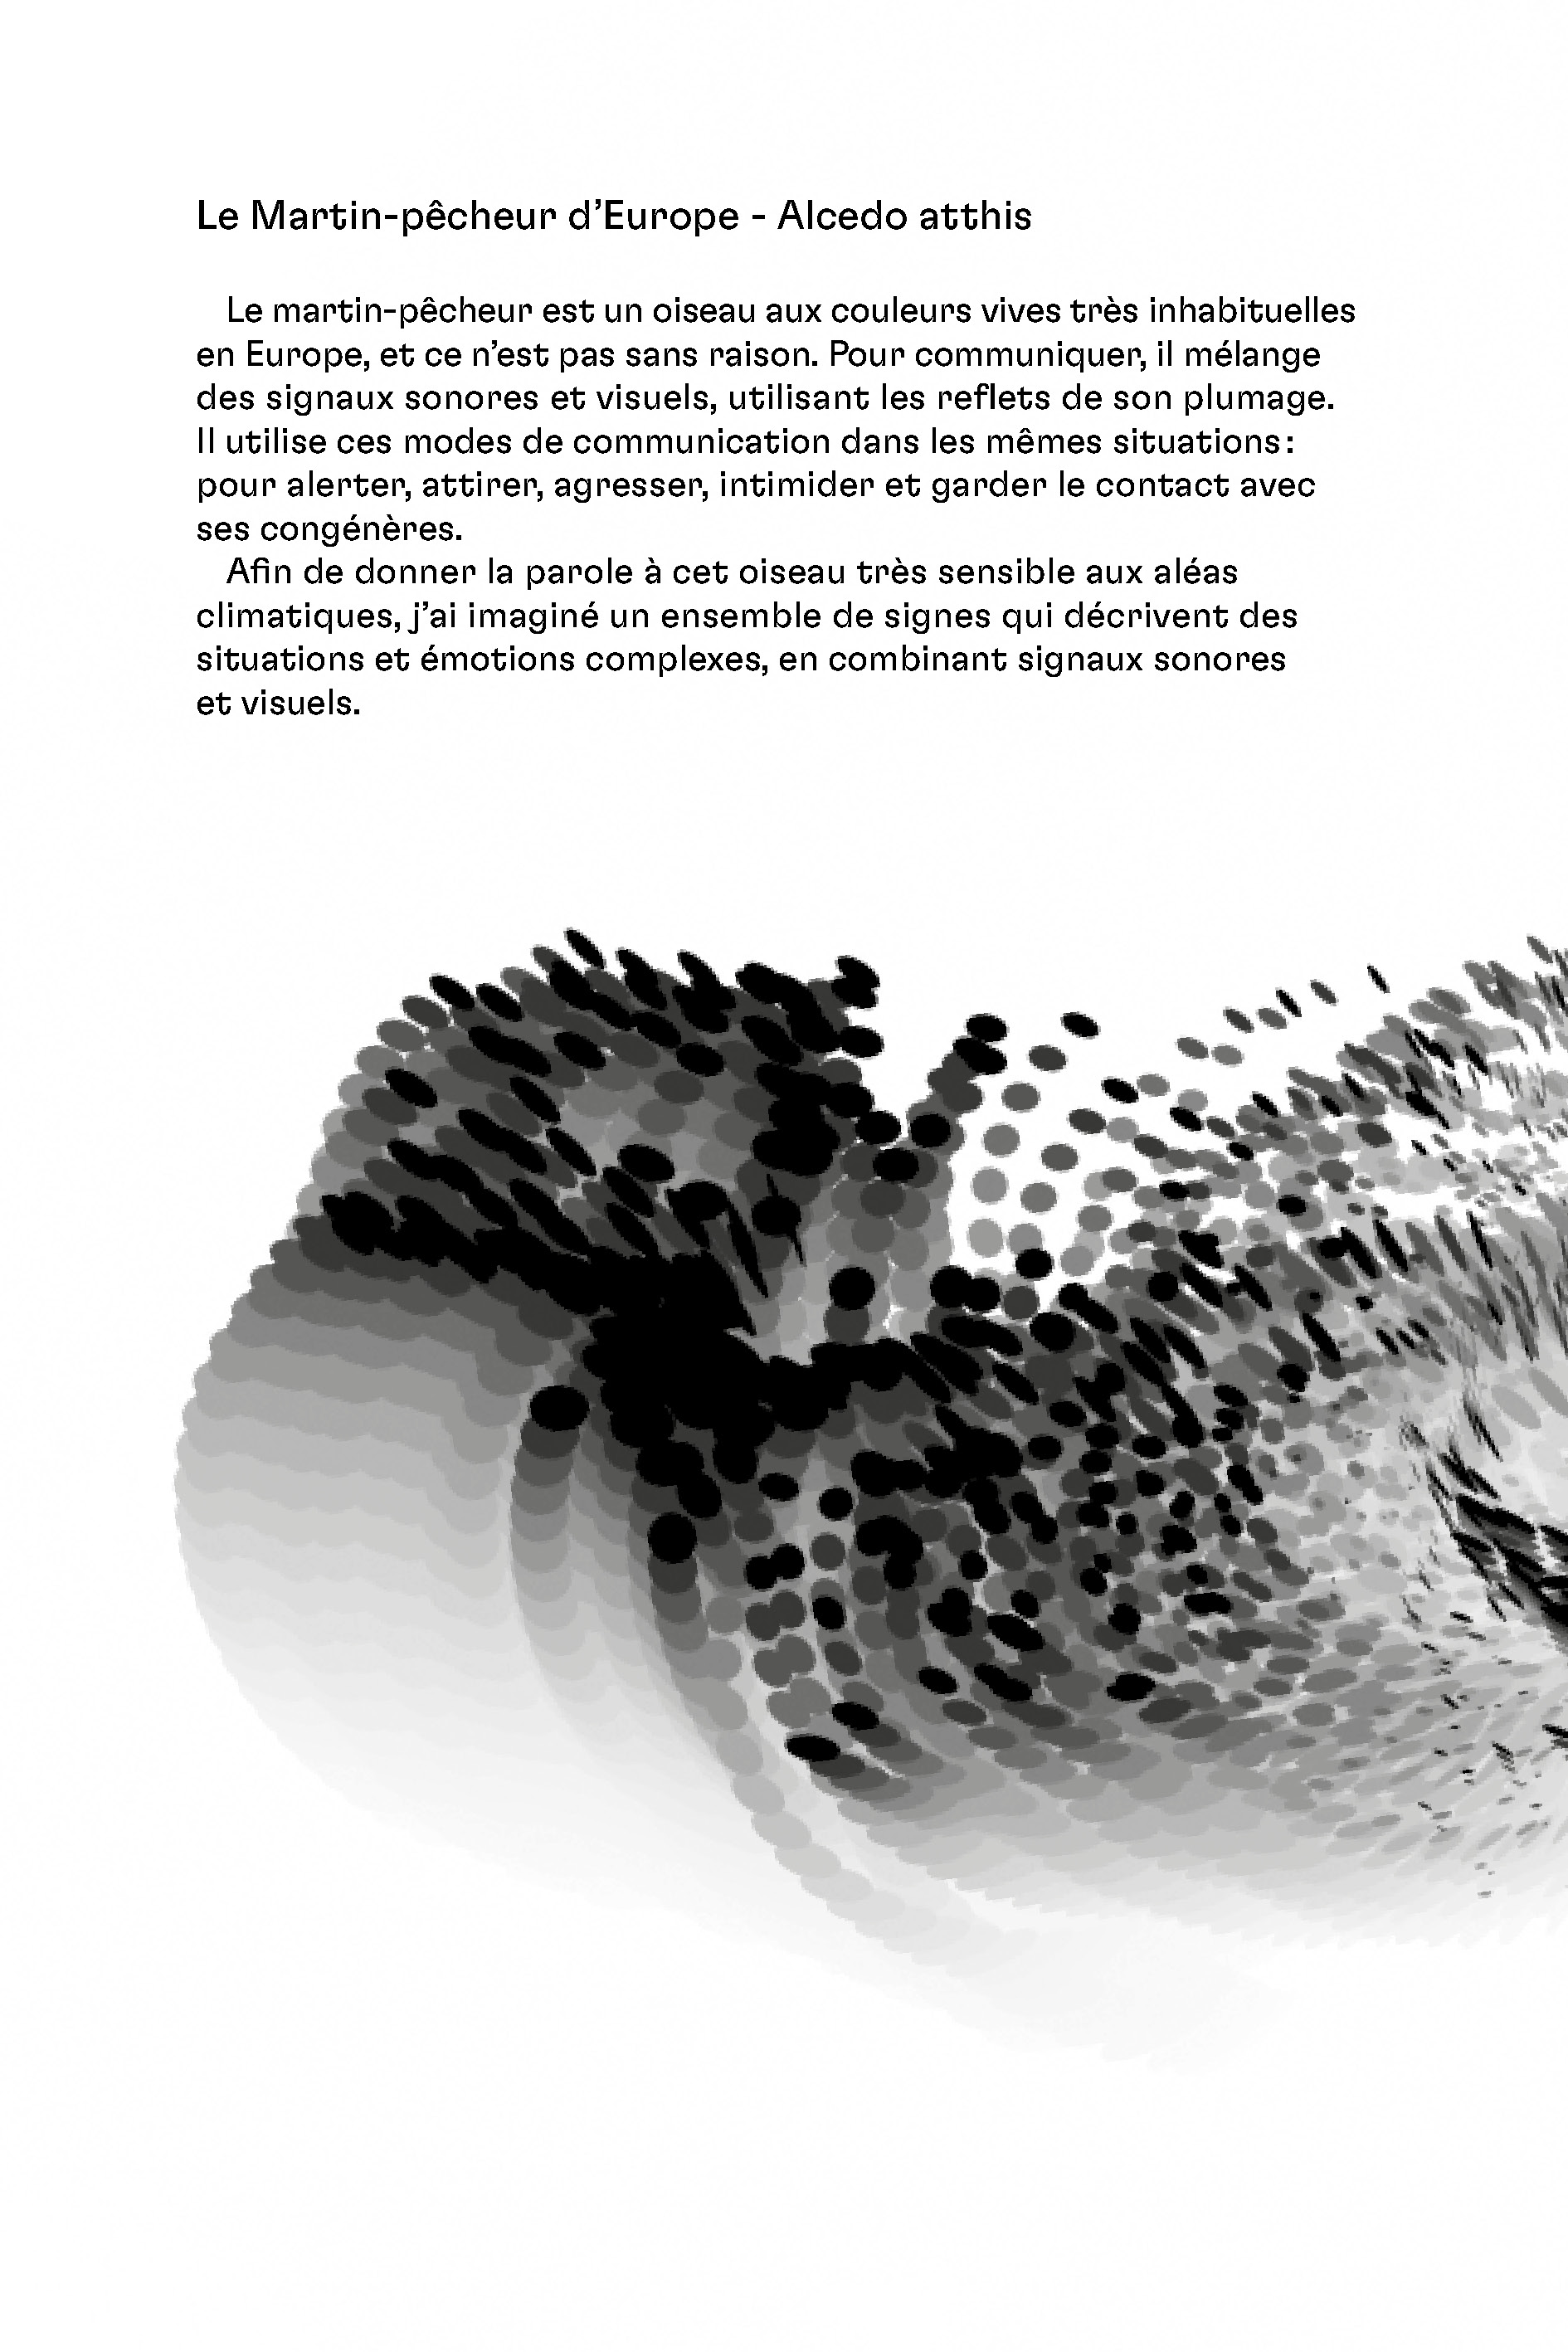 Le Martin-pêcheur d’Europe - Alcedo atthis
Le martin-pêcheur est un oiseau aux couleurs vives très inhabituelles
en Europe, et ce n’est pas sans raison. Pour communiquer, il mélange
des signaux sonores et visuels, utilisant les reflets de son plumage.
Il utilise ces modes de communication dans les mêmes situations :
pour alerter, attirer, agresser, intimider et garder le contact avec
ses congénères.
Afin de donner la parole à cet oiseau très sensible aux aléas
climatiques, j’ai imaginé un ensemble de signes qui décrivent des
situations et émotions complexes, en combinant signaux sonores
et visuels.